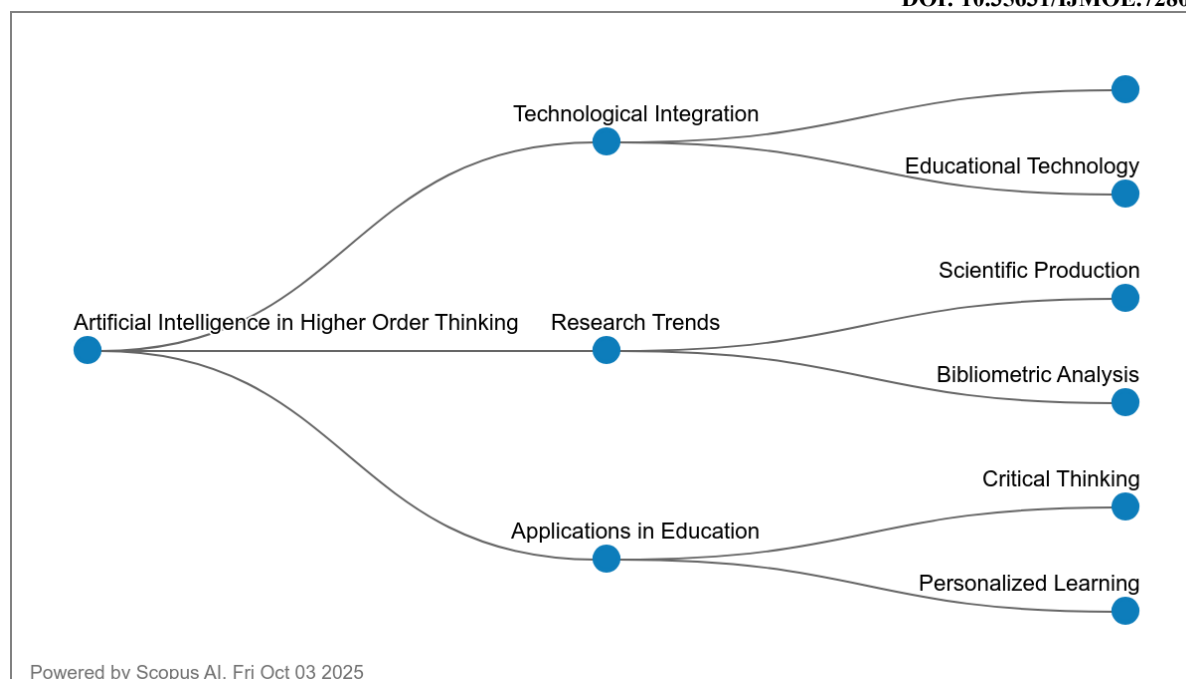 Technological Integration
Educational Technology
Scientific Production
Artificial Intelligence in Higher Order Thinking
Research Trends
Bibliometric Analysis
Critical Thinking
Applications in Education
Personalized Learning
Powered by Scopus AI, Fri Oct 03 2025